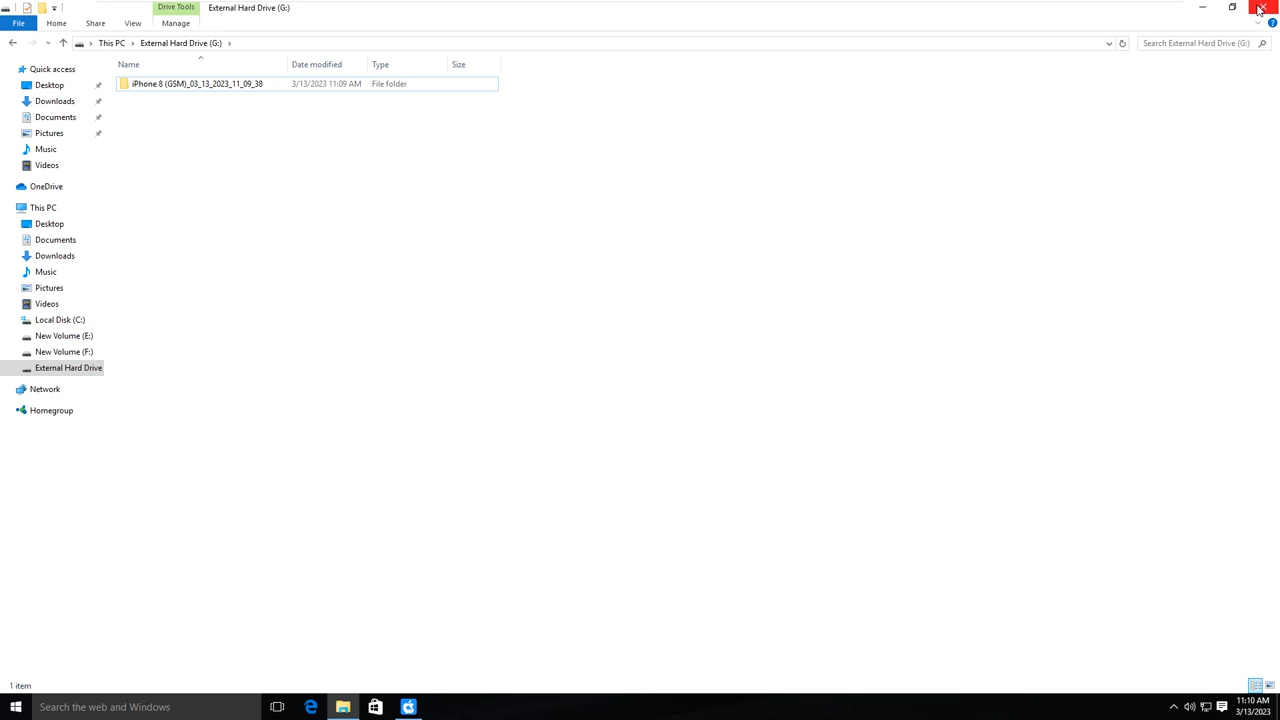 Drive Tools
External Hard Drive (G:)
File
Home
Share
View
Manage
This PC
External Hard Drive (G:)
Search External Hard Drive (G:)
Name
Date modified
Type
Size
iPhone 8 (GSM)_03_13_2023_11_09_38
3/13/2023 11:09 AM
File folder
Quick access
Desktop
Downloads
Documents
Pictures
Music
Videos
OneDrive
This PC
Desktop
Documents
Downloads
Music
Pictures
Videos
Local Disk (C:)
New Volume (E:)
New Volume (F:)
External Hard Drive
Network
Homegroup
1 item
Search the web and Windows
11:10 AM
3/13/2023